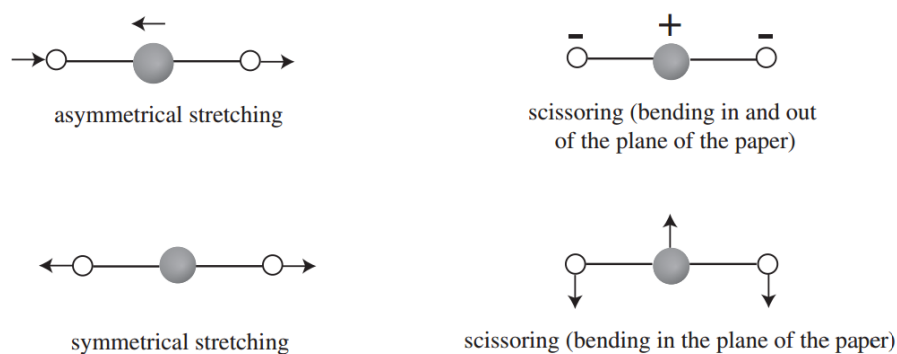 - + -
asymmetrical stretching
scissoring (bending in and out
of the plane of the paper)
symmetrical stretching
scissoring (bending in the plane of the paper)